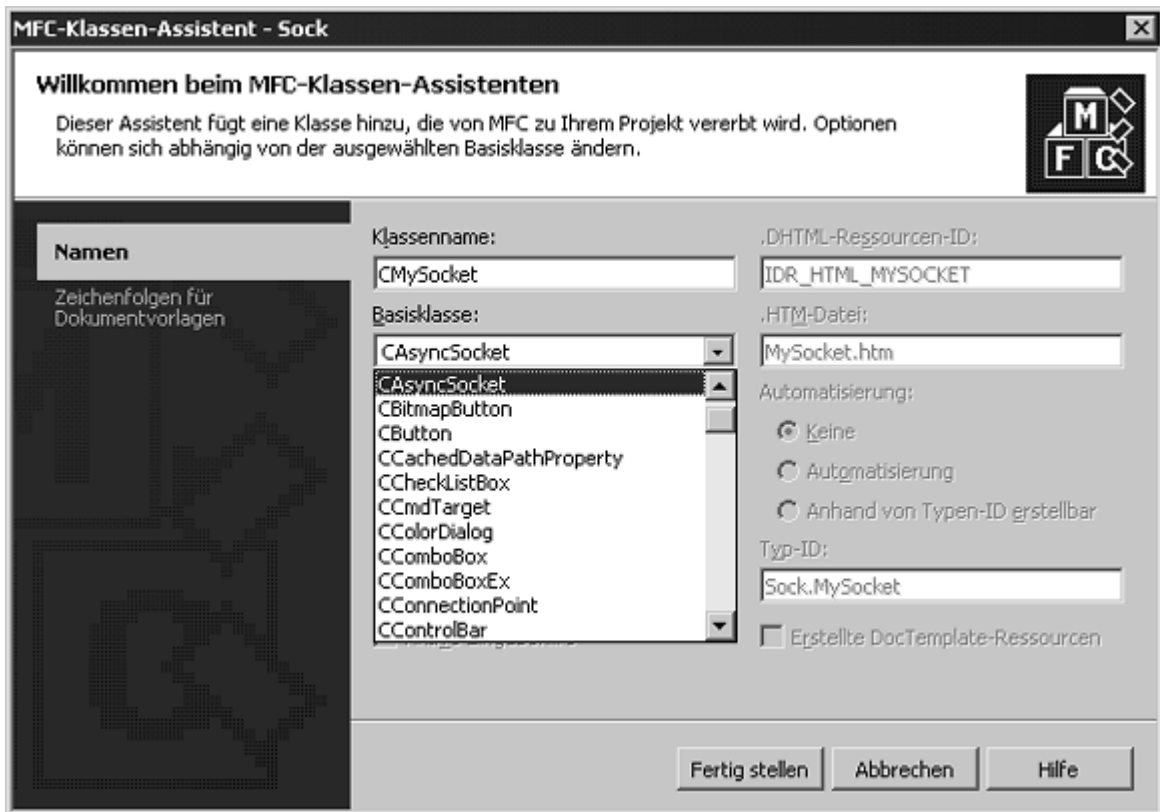 MFC-Klassen-Assistent - Sock
Willkommen beim MFC-Klassen-Assistenten
Dieser Assistent fügt eine Klasse hinzu, die von MFC zu Ihrem Projekt vererbt wird. Optionen
können sich abhängig von der ausgewählten Basisklasse ändern.
M
F C
Namen
Zeichenfolgen für
Dokumentvorlagen
Klassenname:
CMySocket
Basisklasse:
CAsyncSocket
CAsyncSocket
CBitmapButton
CButton
CCachedDataPathProperty
CCheckListBox
CCmdTarget
CColorDialog
CComboBox
CComboBoxEx
CConnectionPoint
CControlBar
.DHTML-Ressourcen-ID:
IDR_HTML_MYSOCKET
.HTM-Datei:
MySocket.htm
Automatisierung:
Keine
Automatisierung
Anhand von Typen-ID erstellbar
Typ-ID:
Sock.MySocket
Erstellte DocTemplate-Ressourcen
Fertig stellen
Abbrechen
Hilfe